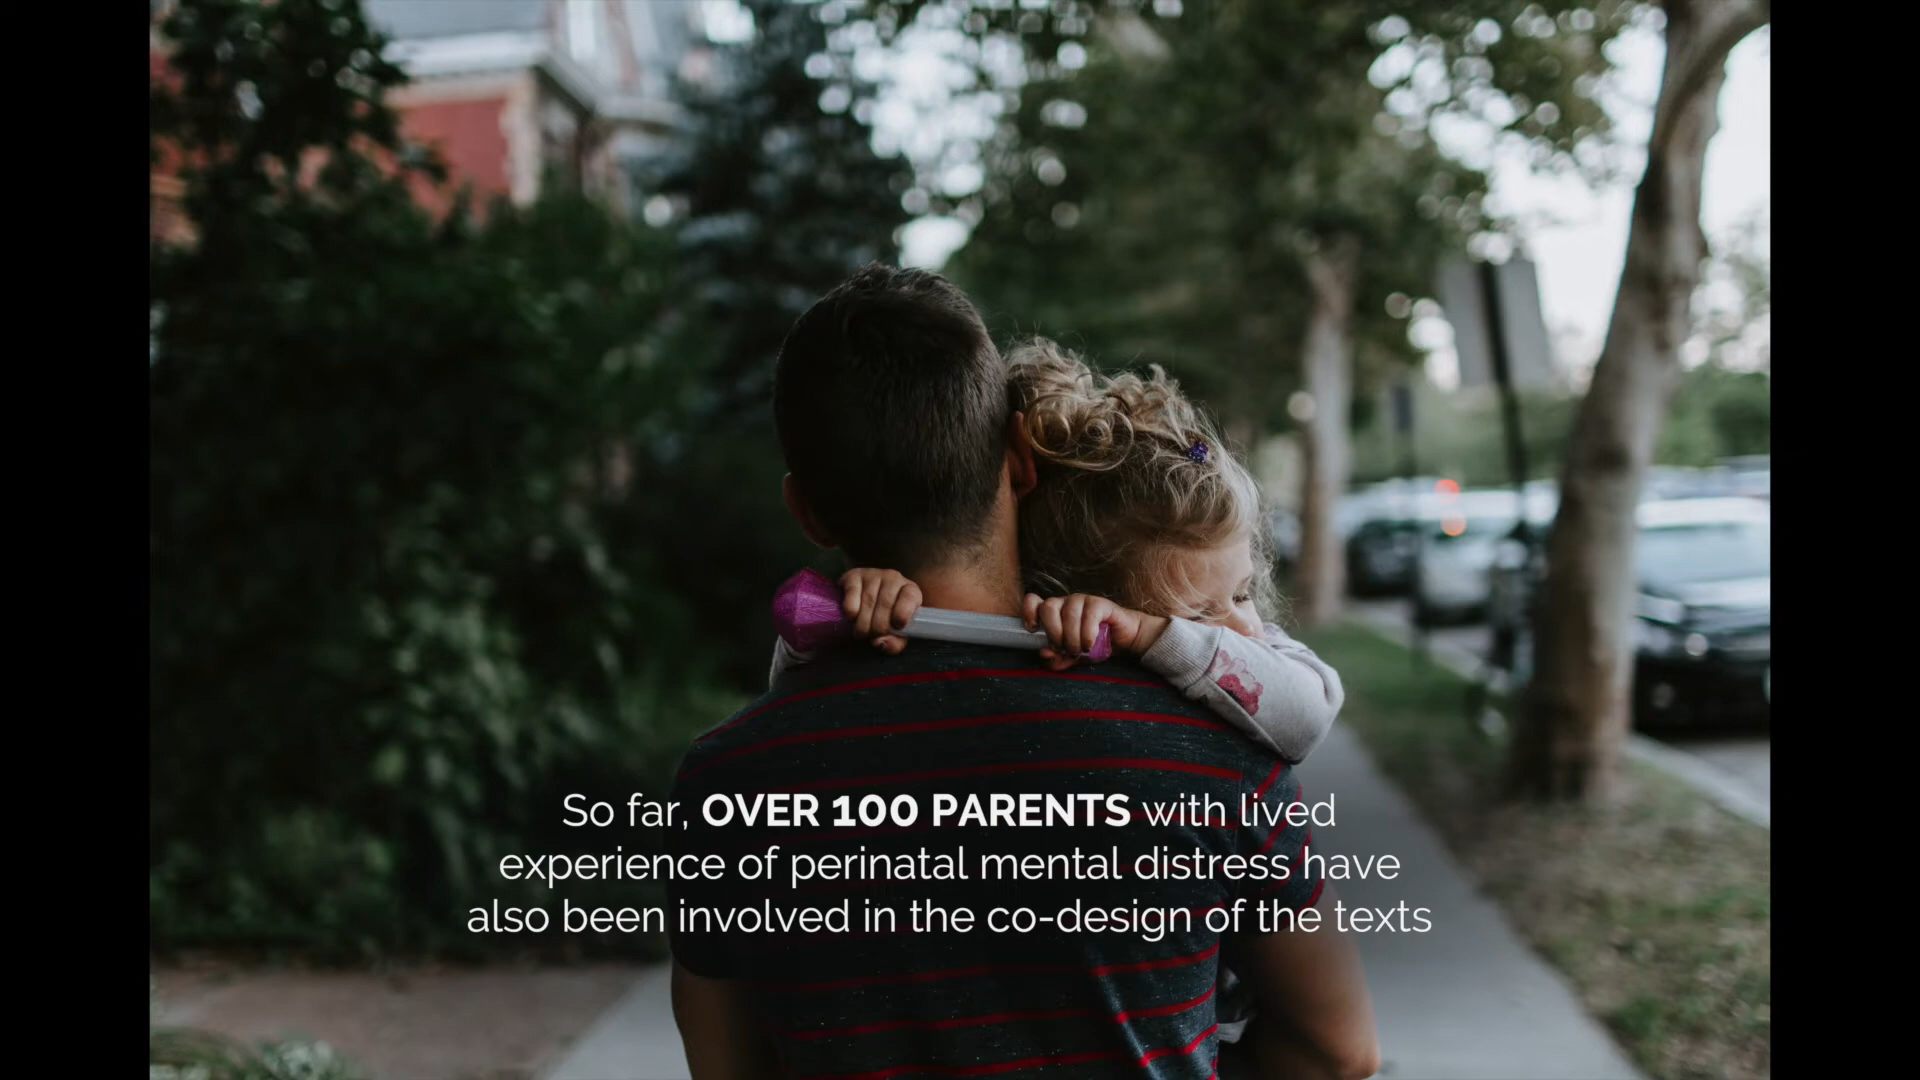 So far, OVER 100 PARENTS with lived
experience of perinatal mental distress have
also been involved in the co-design of the texts